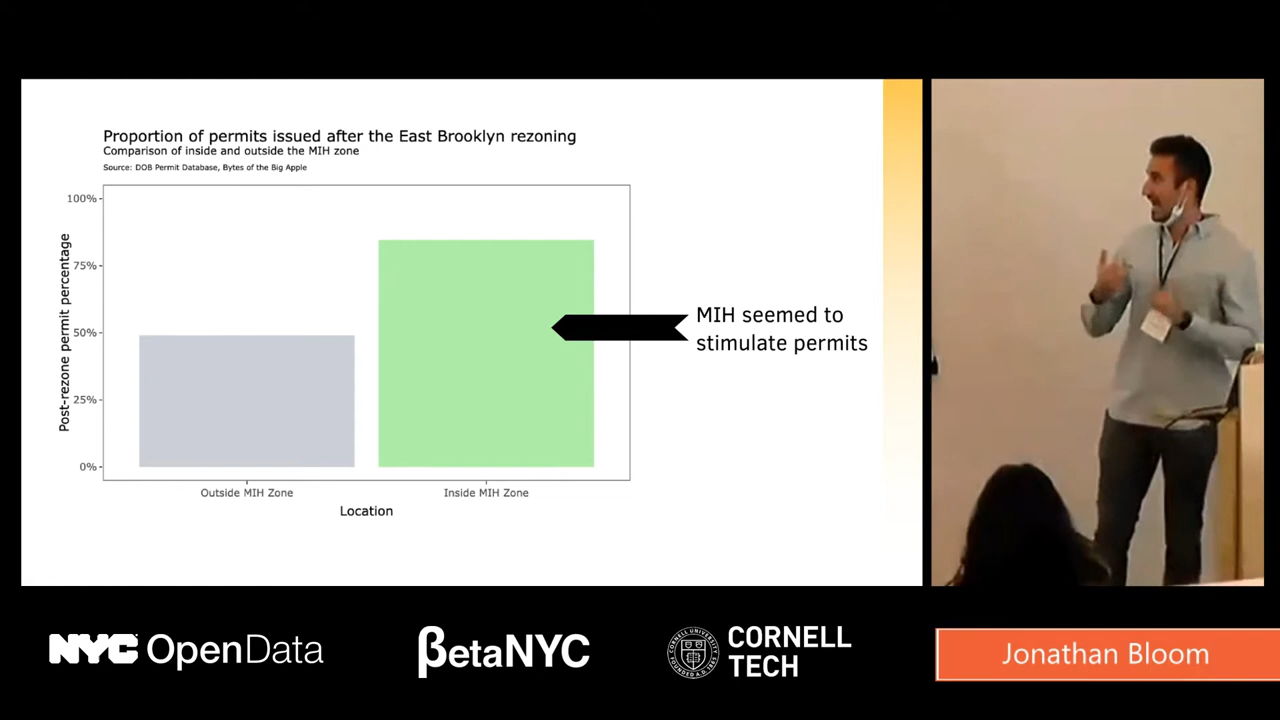 Proportion of permits issued after the East Brooklyn rezoning
Comparison of inside and outside the MIH zone
Source: DOB Permit Database, Bytes of the Big Apple
Post-rezone permit percentage
100%
75%
50%
25%
0%
Outside MIH Zone
Inside MIH Zone
Location
MIH seemed to
stimulate permits
NYC OpenData
βetaNYC
CORNELL
TECH
Jonathan Bloom